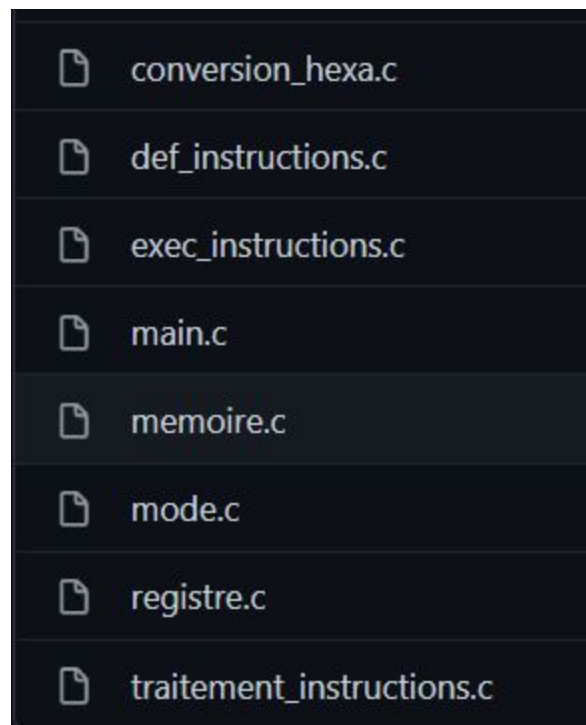 conversion_hexa.c
def_instructions.c
exec_instructions.c
main.c
memoire.c
mode.c
registre.c
traitement_instructions.c